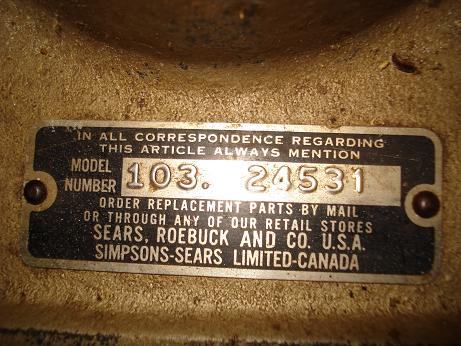 IN ALL CORRESPONDENCE REGARDING
THIS ARTICLE ALWAYS MENTION
MODEL
NUMBER 103. 24531
ORDER REPLACEMENT PARTS BY MAIL
OR THROUGH ANY OF OUR RETAIL STORES
SEARS, ROEBUCK AND CO. U.S.A.
SIMPSONS-SEARS LIMITED-CANADA